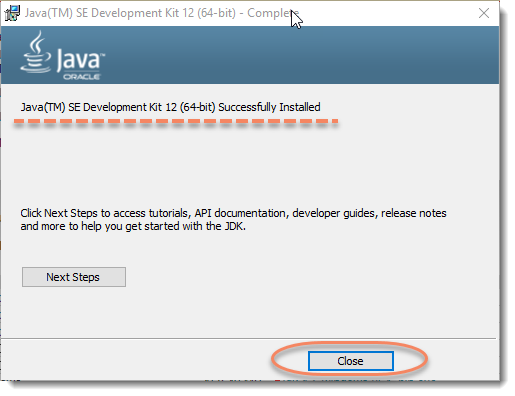 Java(TM) SE Development Kit 12 (64-bit) - Complete
Java™
ORACLE
Java(TM) SE Development Kit 12 (64-bit) Successfully Installed
Click Next Steps to access tutorials, API documentation, developer guides, release notes
and more to help you get started with the JDK.
Next Steps
Close